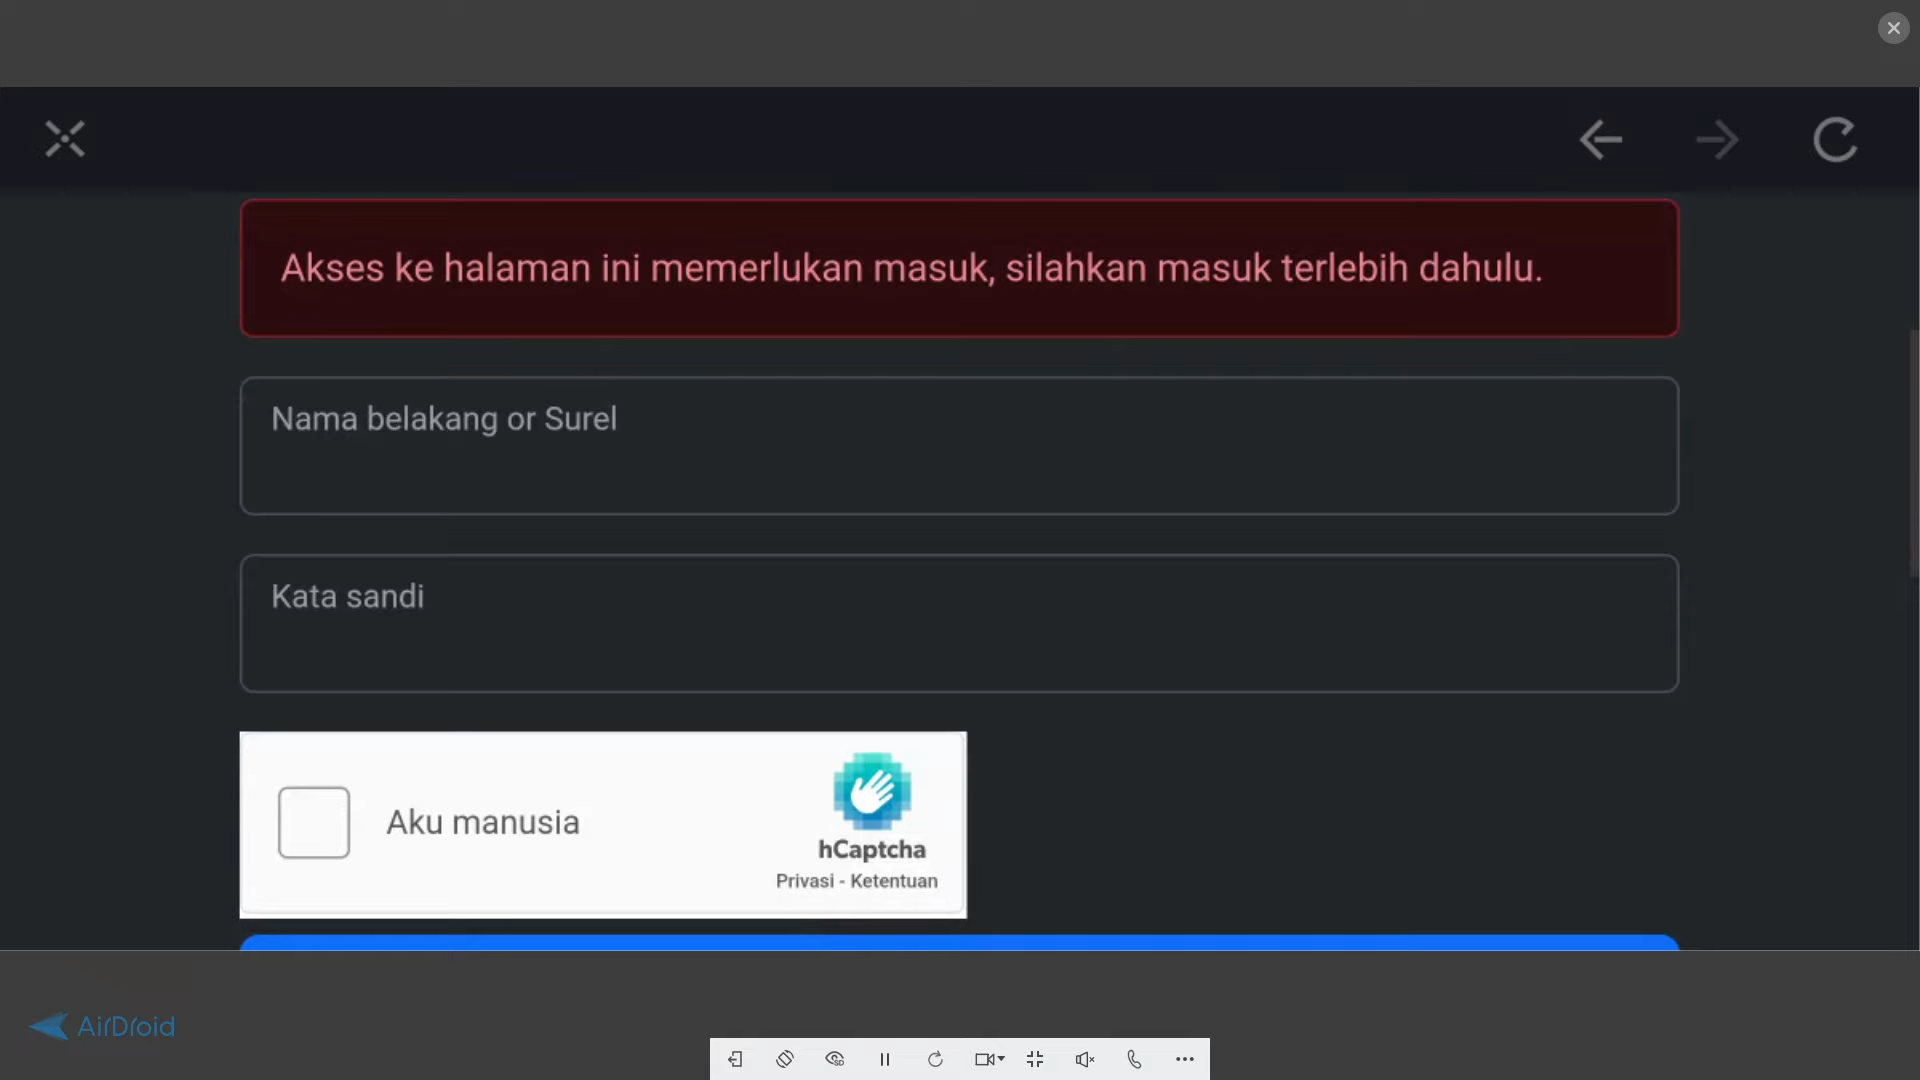 Akses ke halaman ini memerlukan masuk, silahkan masuk terlebih dahulu.
Nama belakang or Surel
Kata sandi
Aku manusia
hCaptcha
Privasi - Ketentuan
AirDroid
SD